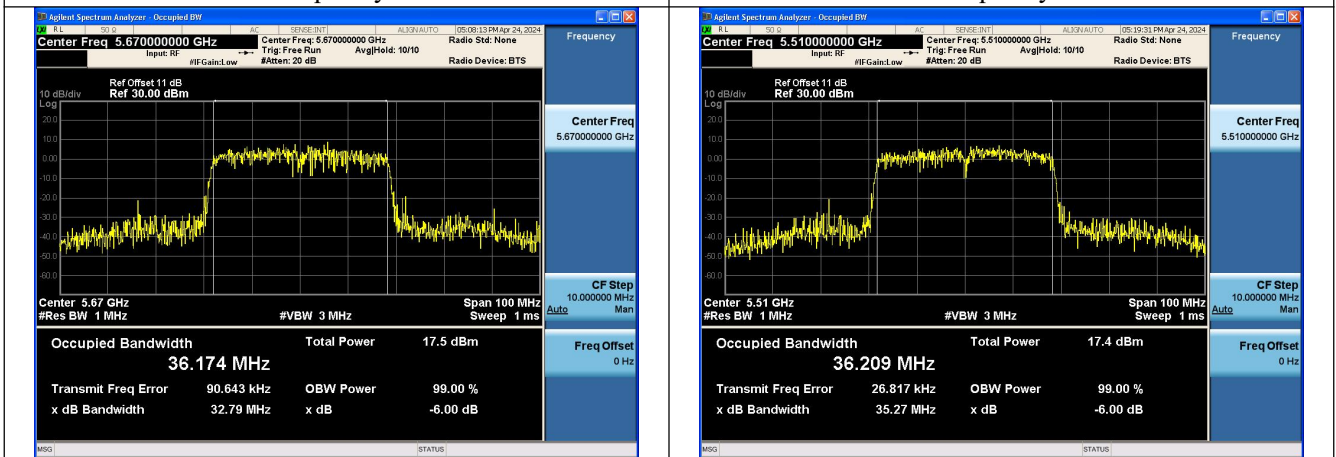 Agilent Spectrum Analyzer - Occupied BW
RL 50 Ω AC SENSE:INT ALIGN AUTO 05:08:13 PM Apr 24, 2024
Center Freq 5.670000000 GHz
Center Freq: 5.670000000 GHz
Radio Std: None
Input: RF
Trig: Free Run Avg|Hold: 10/10
#IFGain:Low
#Atten: 20 dB
Radio Device: BTS
Frequency
Ref Offset 11 dB
10 dB/div Ref 30.00 dBm
Log
20.0
10.0
0.00
-10.0
-20.0
-30.0
-40.0
-50.0
-60.0
Center Freq
5.670000000 GHz
Center 5.67 GHz
Span 100 MHz
#Res BW 1 MHz
#VBW 3 MHz
Sweep 1 ms
CF Step
10.000000 MHz
Auto Man
Occupied Bandwidth
Total Power 17.5 dBm
36.174 MHz
Transmit Freq Error 90.643 kHz OBW Power 99.00 %
x dB Bandwidth 32.79 MHz x dB -6.00 dB
Freq Offset
0 Hz
MSG
STATUS
Agilent Spectrum Analyzer - Occupied BW
RL 50 Ω AC SENSE:INT ALIGN AUTO 05:19:31 PM Apr 24, 2024
Center Freq 5.510000000 GHz
Center Freq: 5.510000000 GHz
Radio Std: None
Input: RF
Trig: Free Run Avg|Hold: 10/10
#IFGain:Low
#Atten: 20 dB
Radio Device: BTS
Frequency
Ref Offset 11 dB
10 dB/div Ref 30.00 dBm
Log
20.0
10.0
0.00
-10.0
-20.0
-30.0
-40.0
-50.0
-60.0
Center Freq
5.510000000 GHz
Center 5.51 GHz
Span 100 MHz
#Res BW 1 MHz
#VBW 3 MHz
Sweep 1 ms
CF Step
10.000000 MHz
Auto Man
Occupied Bandwidth
Total Power 17.4 dBm
36.209 MHz
Transmit Freq Error 26.817 kHz OBW Power 99.00 %
x dB Bandwidth 35.27 MHz x dB -6.00 dB
Freq Offset
0 Hz
MSG
STATUS